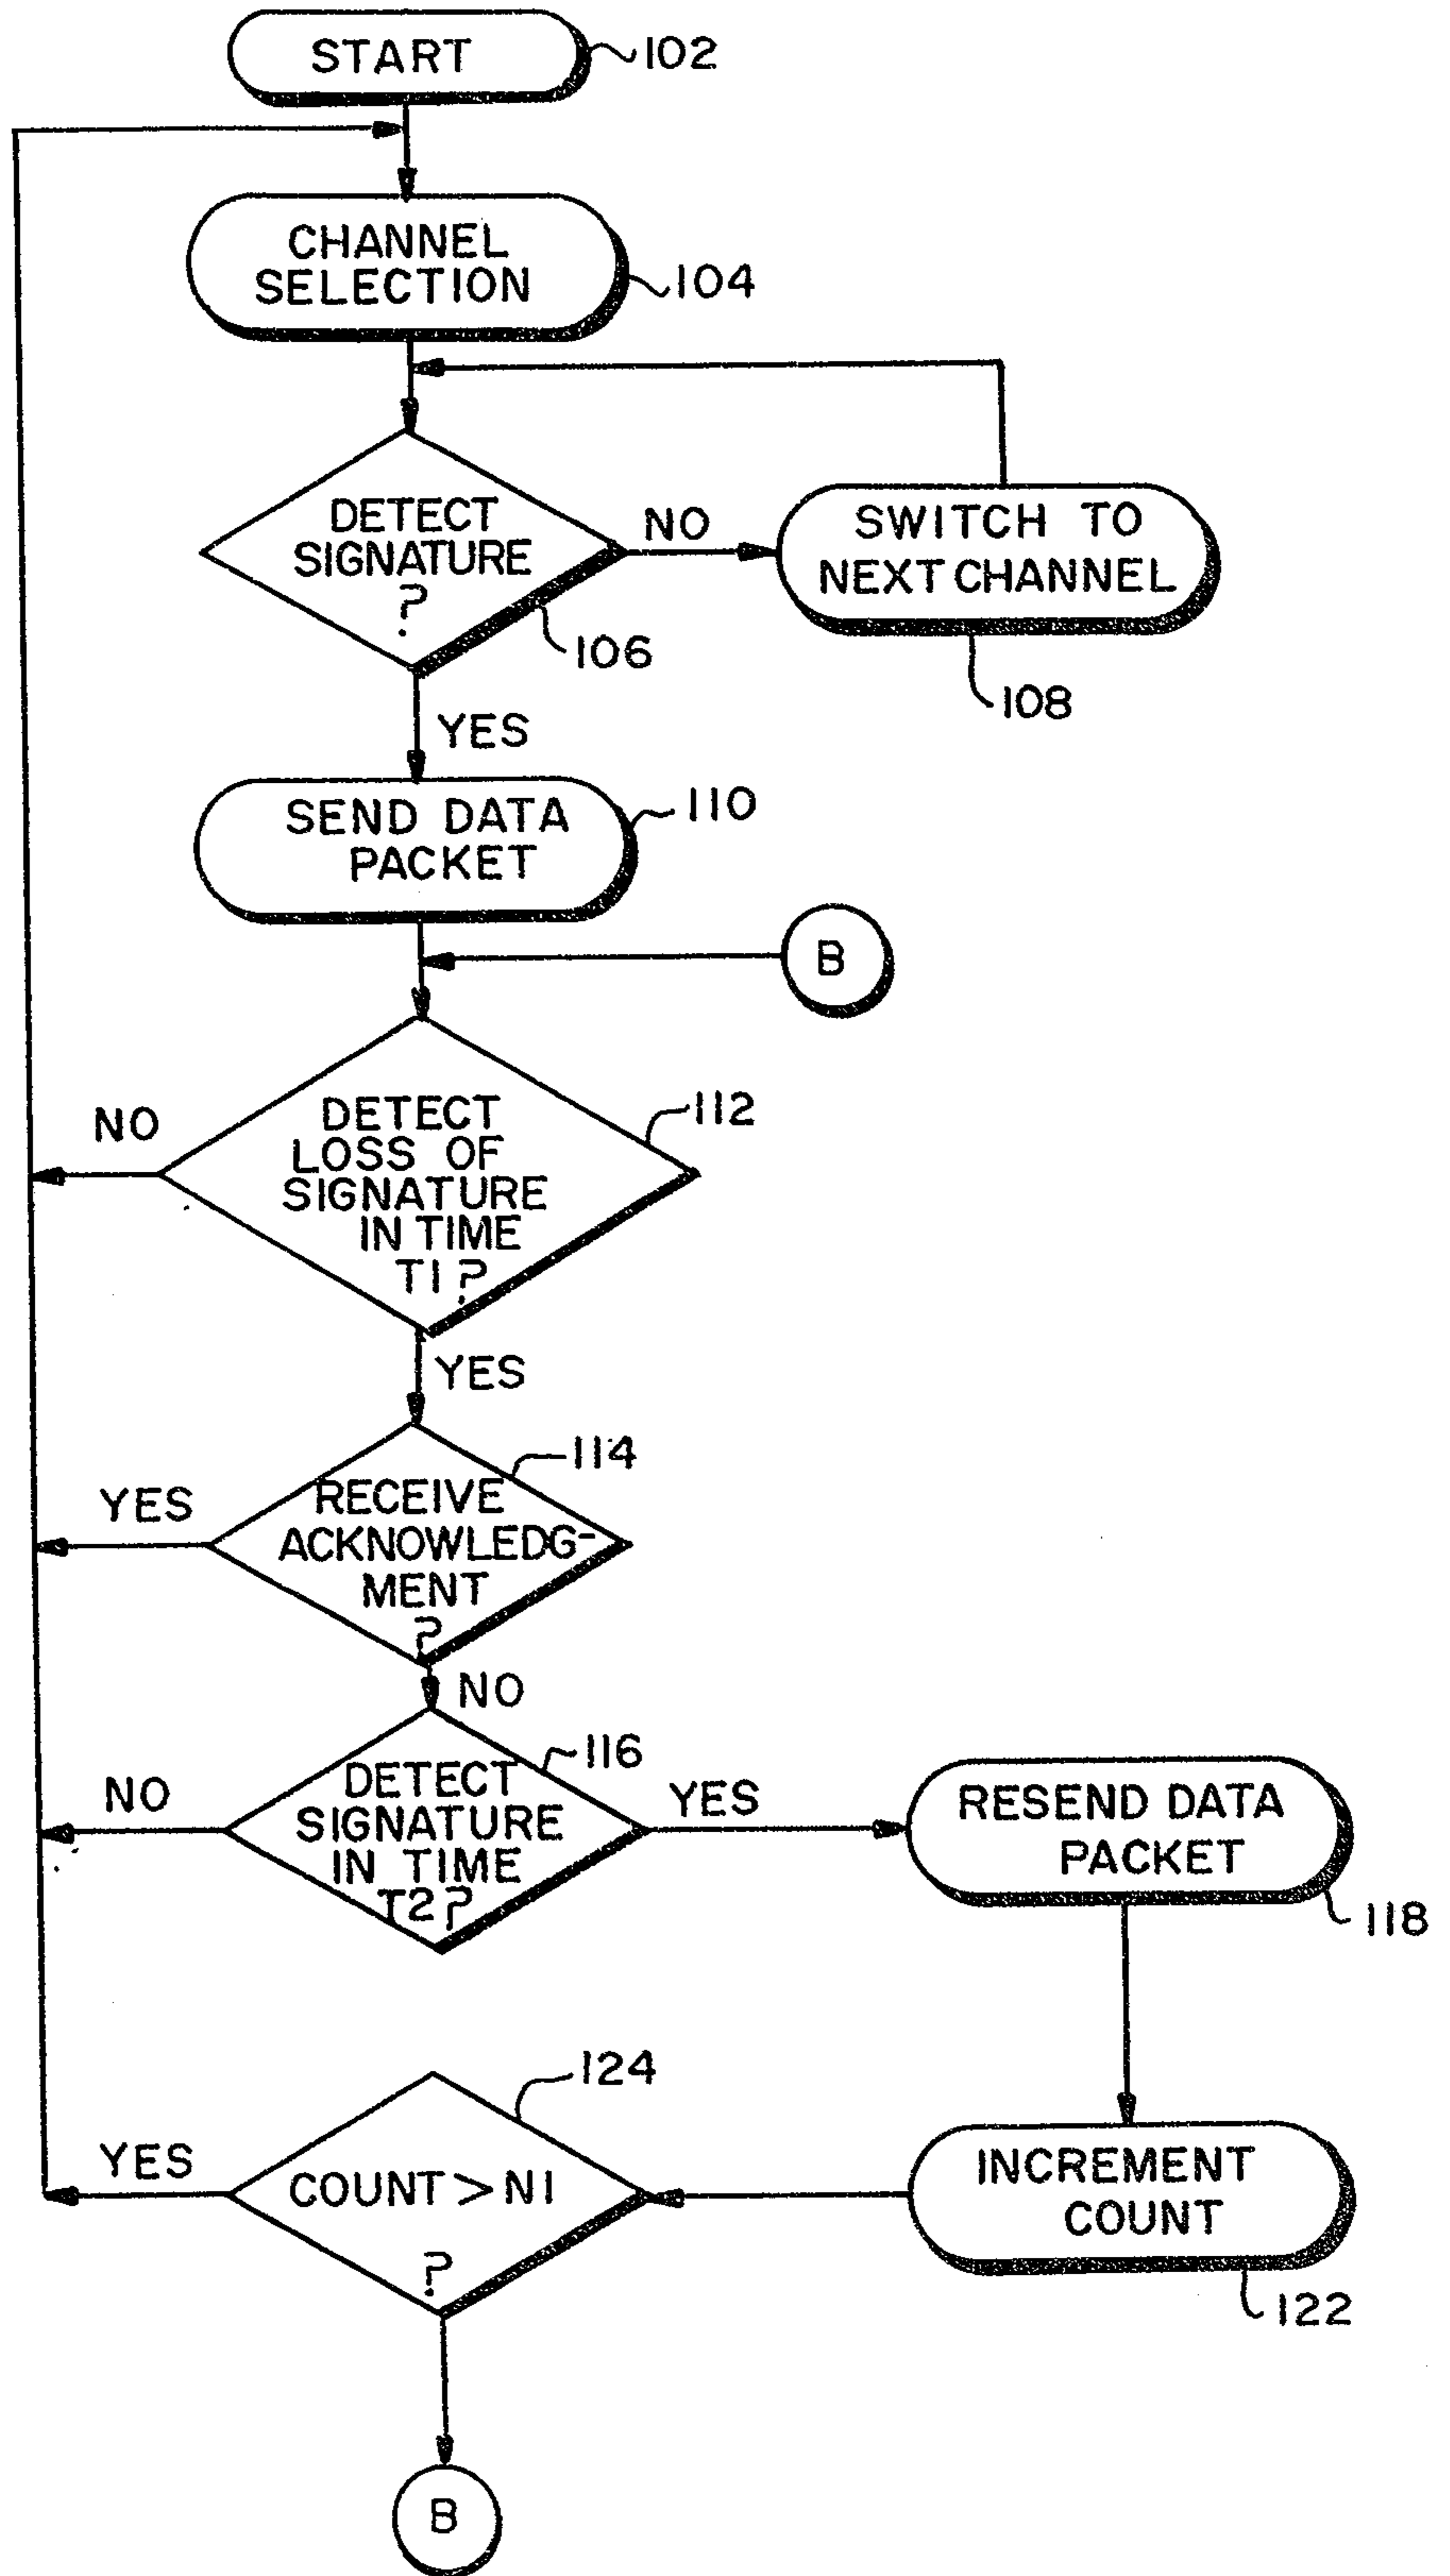 START
102
CHANNEL
SELECTION
104
DETECT
SIGNATURE
?
106
NO
SWITCH TO
NEXT CHANNEL
108
YES
SEND DATA
PACKET
110
B
DETECT
LOSS OF
SIGNATURE
IN TIME
T1?
112
NO
YES
RECEIVE
ACKNOWLEDG-
MENT
?
114
YES
NO
DETECT
SIGNATURE
IN TIME
T2?
116
NO
YES
RESEND DATA
PACKET
118
INCREMENT
COUNT
122
COUNT > N1
?
124
YES
B